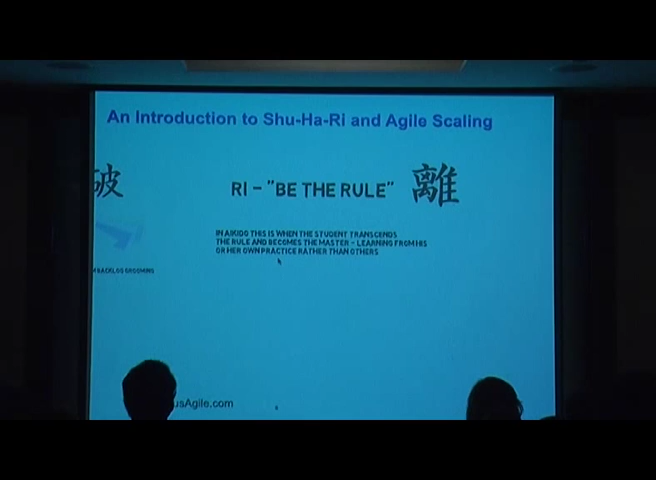 An Introduction to Shu-Ha-Ri and Agile Scaling
破
RI - "BE THE RULE" 離
IN AIKIDO THIS IS WHEN THE STUDENT TRANSCENDS
THE RULE AND BECOMES THE MASTER - LEARNING FROM HIS
OR HER OWN PRACTICE RATHER THAN OTHERS
BACKLOG GROOMING
usAgile.com